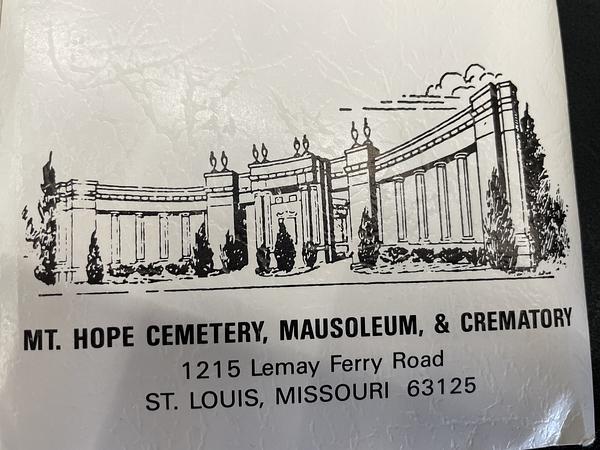 MT. HOPE CEMETERY, MAUSOLEUM, & CREMATORY
1215 Lemay Ferry Road
ST. LOUIS, MISSOURI 63125